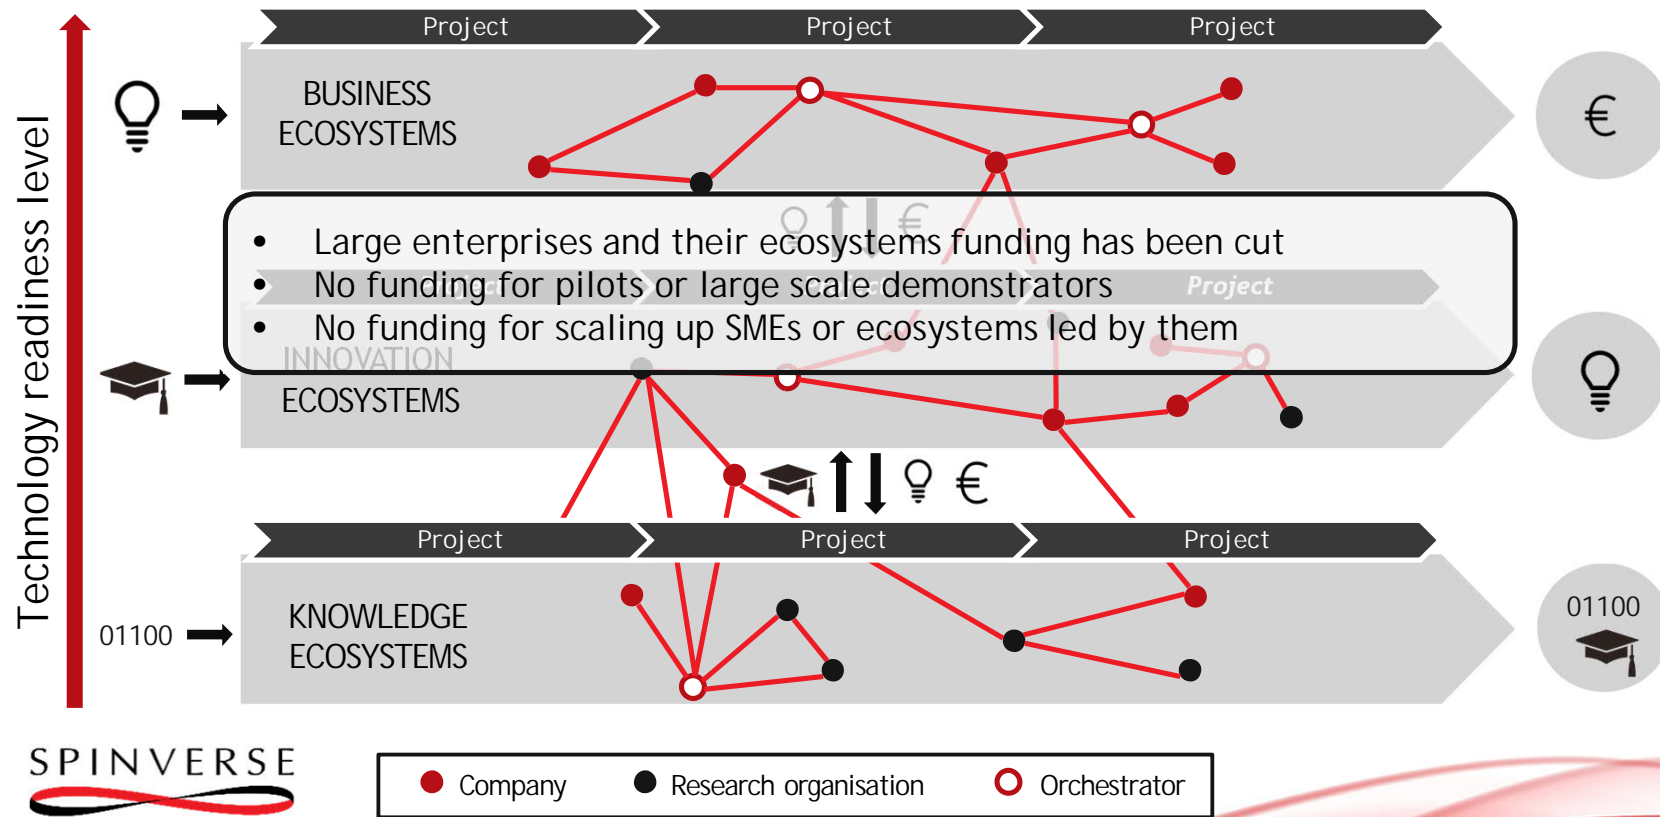 Project Project Project
Technology readiness level
BUSINESS
ECOSYSTEMS
€
€
• Large enterprises and their ecosystems funding has been cut
Project Project Project
• No funding for pilots or large scale demonstrators
• No funding for scaling up SMEs or ecosystems led by them
INNOVATION
ECOSYSTEMS
€
Project Project Project
01100
KNOWLEDGE
ECOSYSTEMS
01100
SPINVERSE
Company Research organisation Orchestrator